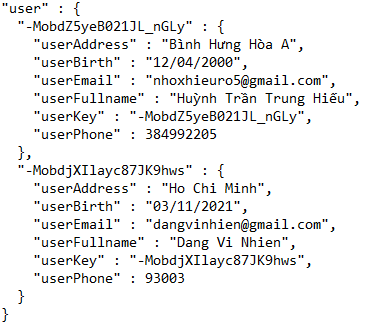 "user" : {
"-MobdZ5yeB021JL_nGLy" : {
"userAddress" : "Bình Hưng Hòa A",
"userBirth" : "12/04/2000",
"userEmail" : "nhoxhieuro5@gmail.com",
"userFullname" : "Huỳnh Trần Trung Hiếu",
"userKey" : "-MobdZ5yeB021JL_nGLy",
"userPhone" : 384992205
},
"-MobdjXIlayc87JK9hws" : {
"userAddress" : "Ho Chi Minh",
"userBirth" : "03/11/2021",
"userEmail" : "dangvinhien@gmail.com",
"userFullname" : "Dang Vi Nhien",
"userKey" : "-MobdjXIlayc87JK9hws",
"userPhone" : 93003
}
}